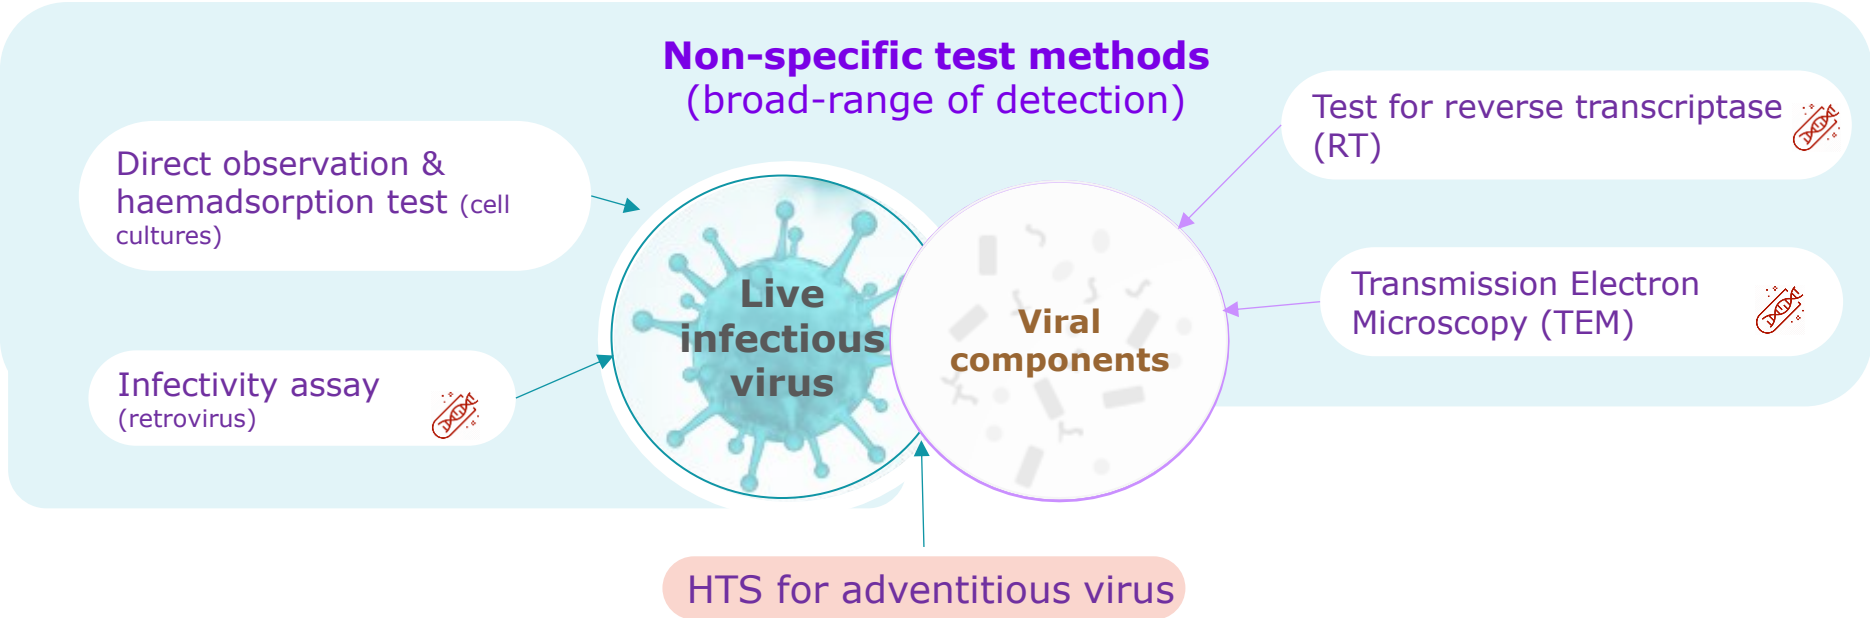 Non-specific test methods
(broad-range of detection)
Direct observation &
haemadsorption test (cell
cultures)
Infectivity assay
(retrovirus)
Live
infectious
virus
Viral
components
Test for reverse transcriptase
(RT)
Transmission Electron
Microscopy (TEM)
HTS for adventitious virus